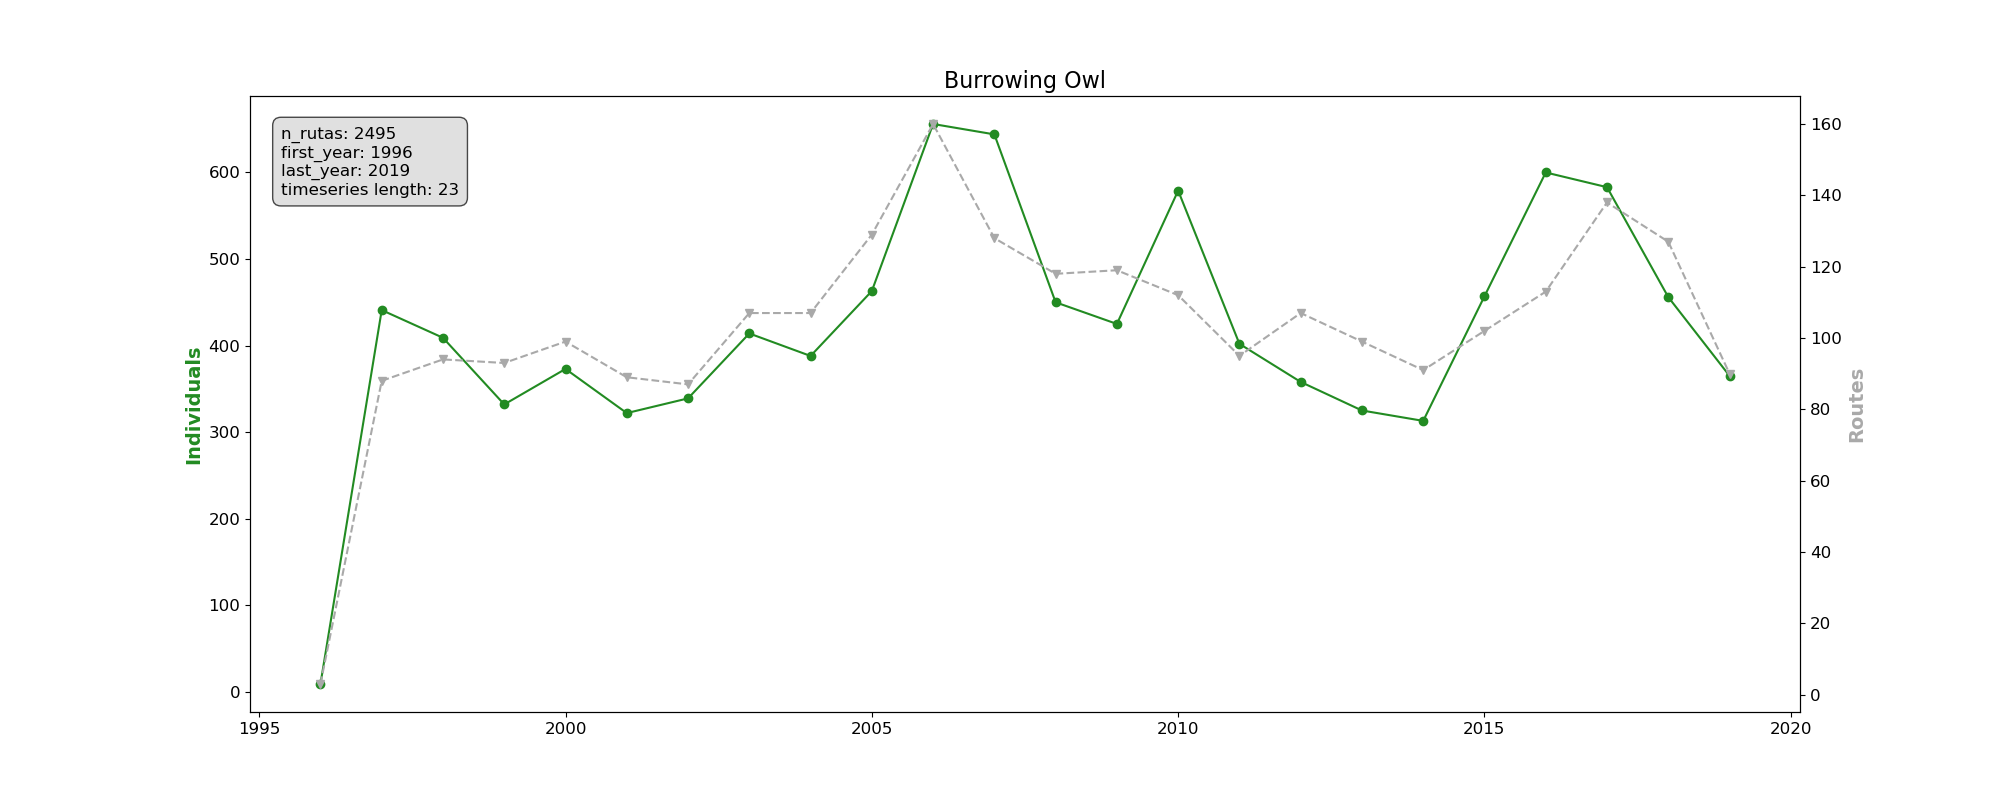 Burrowing Owl
n_rutas: 2495
first_year: 1996
last_year: 2019
timeseries length: 23
Individuals
600
500
400
300
200
100
0
160
140
120
100
80
60
40
20
0
Routes
1995 2000 2005 2010 2015 2020